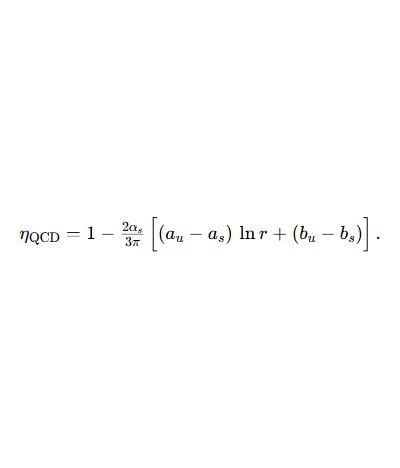 η_QCD = 1 − 2α_s/3π [(a_u − a_s) ln r + (b_u − b_s)].